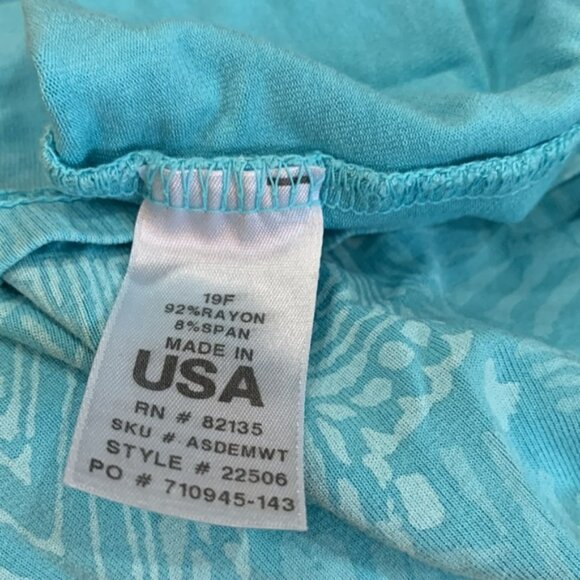 19F
92%RAYON
8%SPAN
MADE IN
USA
RN # 82135
SKU # ASDEMWT
STYLE # 22506
PO # 710945-143